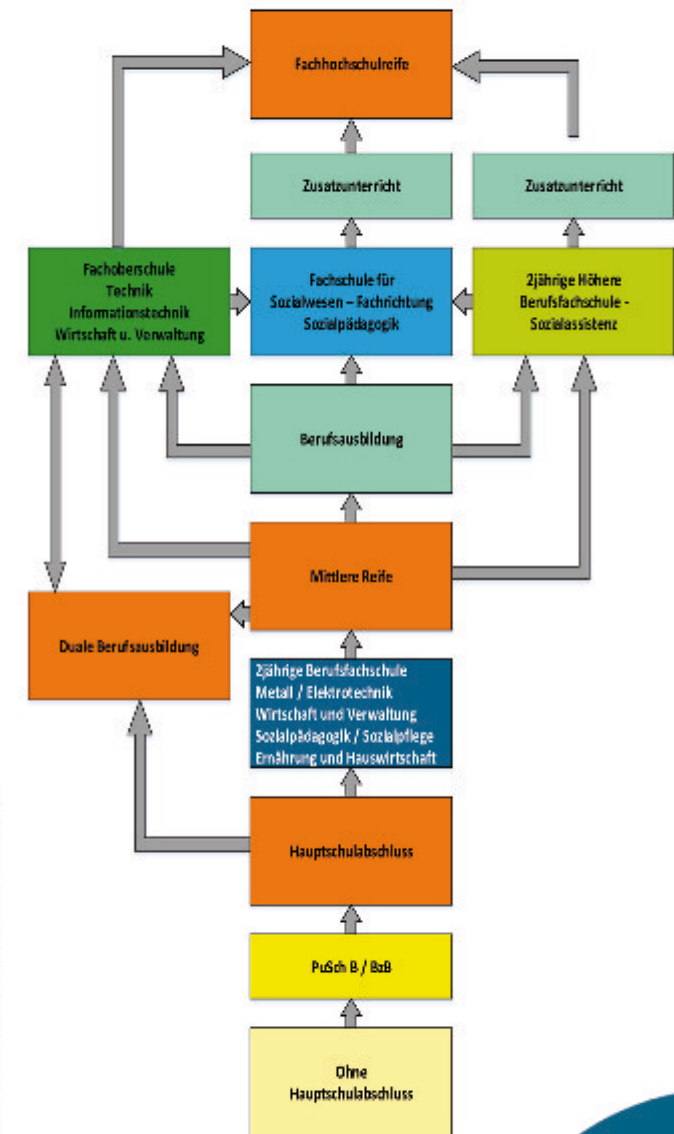 Fachhochschulreife
Zusatzunterricht
Zusatzunterricht
Fachoberschule
Technik
Informationstechnik
Wirtschaft u. Verwaltung
Fachschule für
Sozialwesen – Fachrichtung
Sozialpädagogik
2jährige Höhere
Berufsfachschule -
Sozialassistenz
Berufsausbildung
Mittlere Reife
Duale Berufsausbildung
2jährige Berufsfachschule
Metall / Elektrotechnik
Wirtschaft und Verwaltung
Sozialpädagogik / Sozialpflege
Ernährung und Hauswirtschaft
Hauptschulabschluss
PuSch B / BzB
Ohne
Hauptschulabschluss